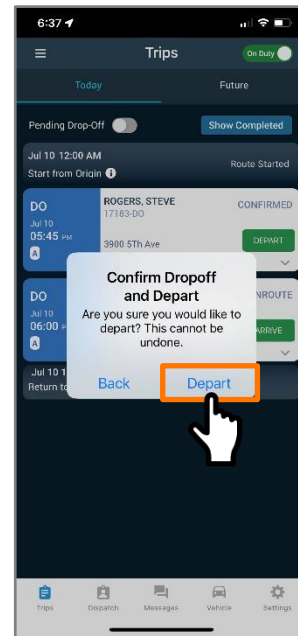 6:37
Trips
On Duty
Today
Future
Pending Drop-Off
Show Completed
Jul 10 12:00 AM
Start from Origin
Route Started
DO
Jul 10
05:45 PM
A
ROGERS, STEVE
17183-DO
3900 5Th Ave
CONFIRMED
DEPART
Confirm Dropoff
and Depart
Are you sure you would like to
depart? This cannot be
undone.
Back
Depart
DO
Jul 10
06:00
A
NROUTE
ARRIVE
Jul 10 1
Return to
Trips
Dispatch
Messages
Vehicle
Settings